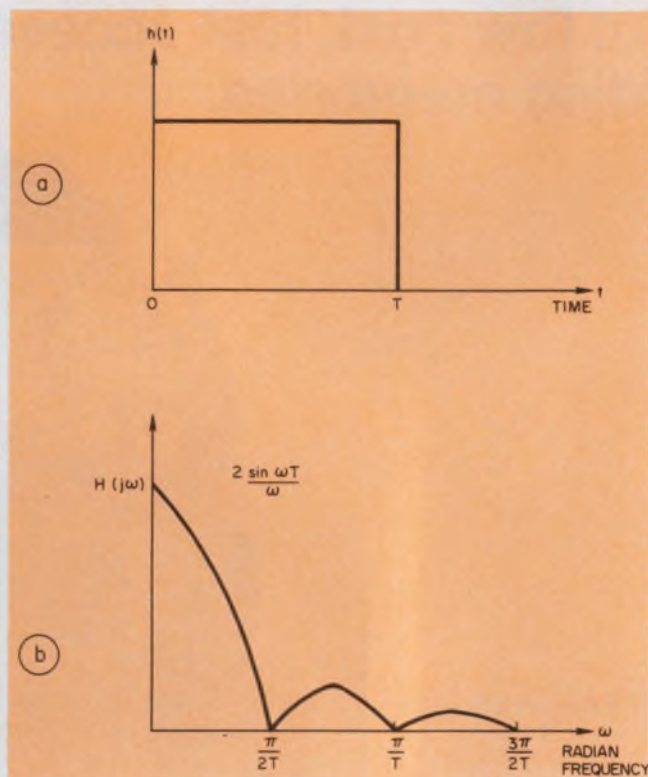 h(t)
a
O
T
t
TIME
H (jω)
2 sin ωT
ω
b
π
2T
π
T
3π
2T
ω
RADIAN
FREQUENCY